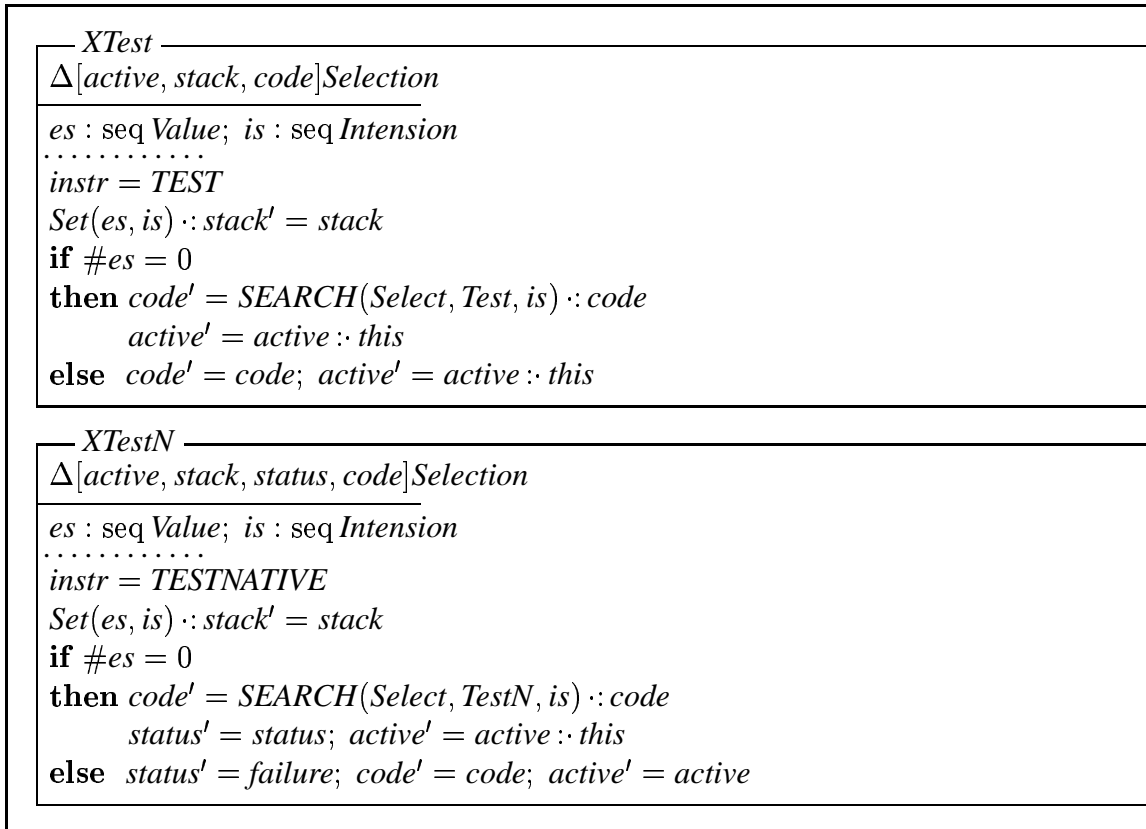 XTest
Δ[active, stack, code]Selection
es : seq Value; is : seq Intension
instr = TEST
Set(es, is) ·: stack′ = stack
if #es = 0
then code′ = SEARCH(Select, Test, is) ·: code
active′ = active :· this
else code′ = code; active′ = active :· this
XTestN
Δ[active, stack, status, code]Selection
es : seq Value; is : seq Intension
instr = TESTNATIVE
Set(es, is) ·: stack′ = stack
if #es = 0
then code′ = SEARCH(Select, TestN, is) ·: code
status′ = status; active′ = active :· this
else status′ = failure; code′ = code; active′ = active